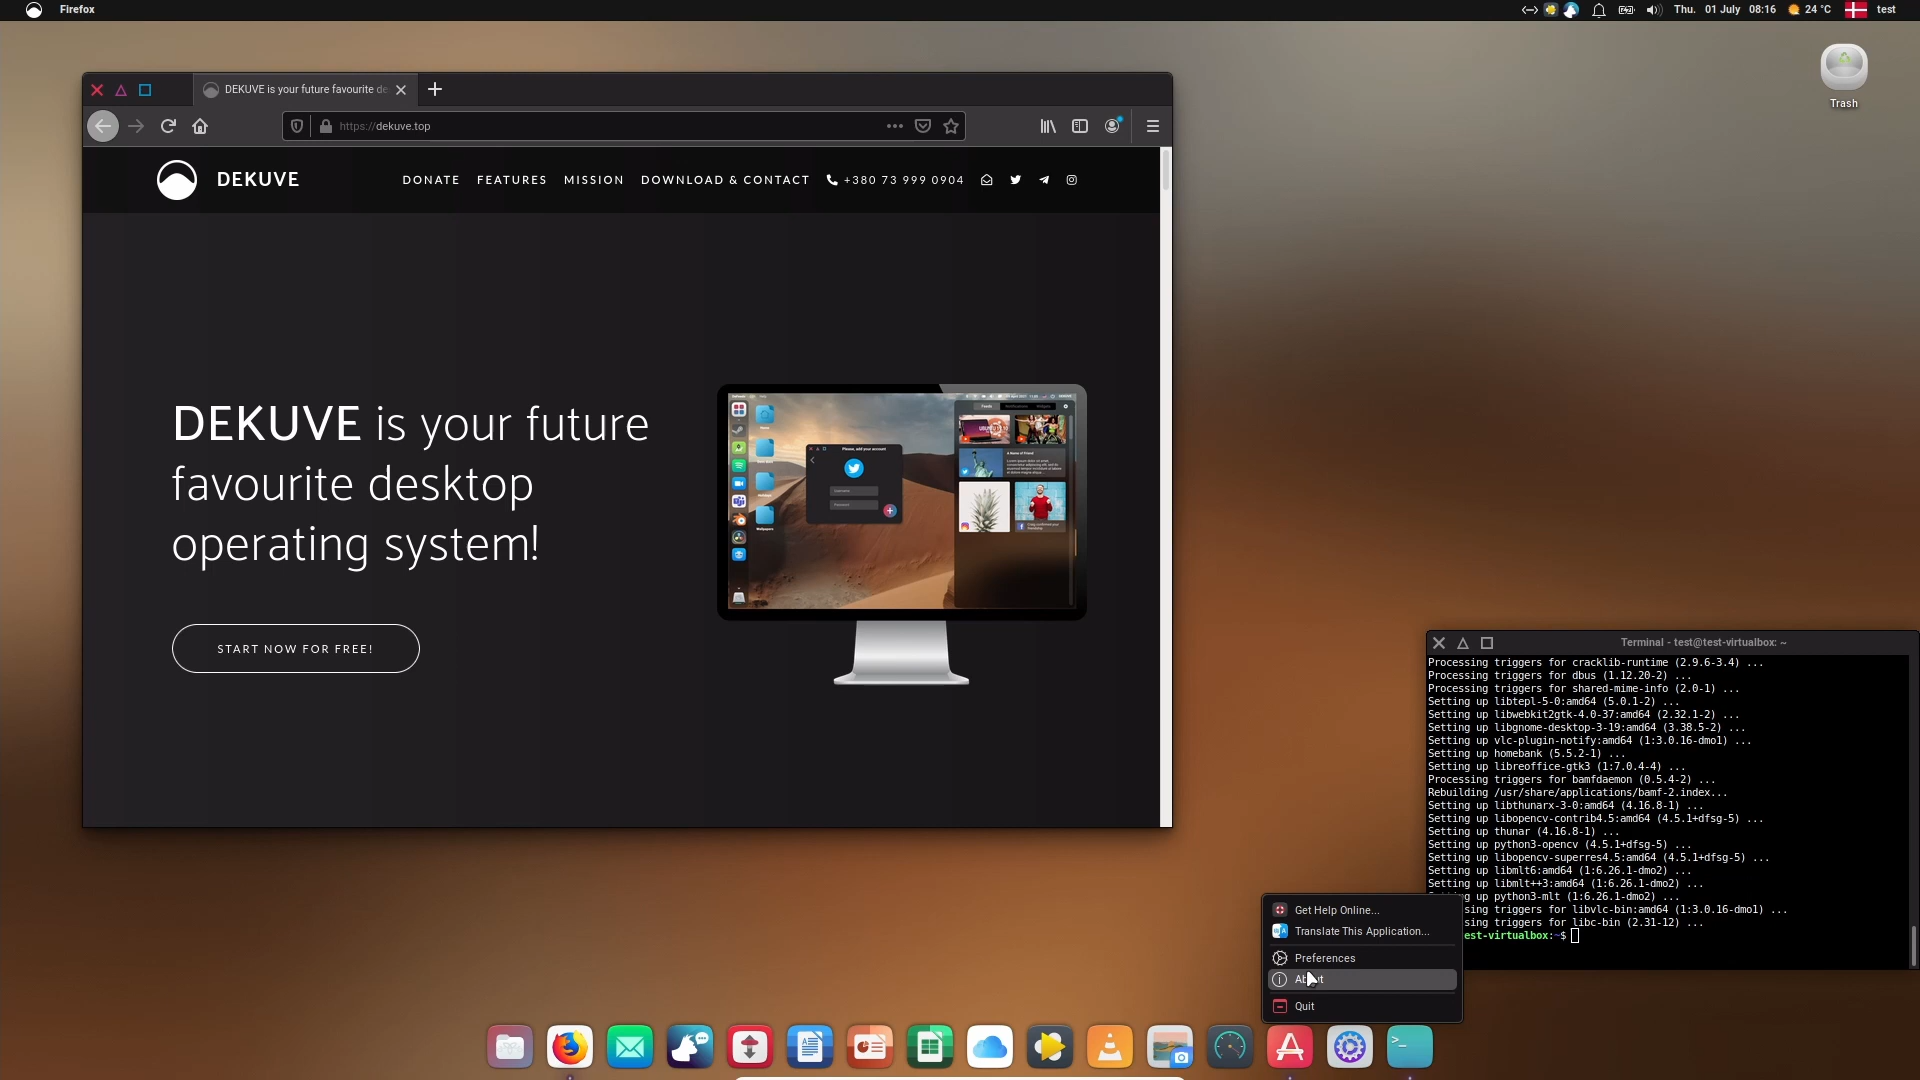 Firefox
Thu. 01 July 08:16 24 °C test
Trash
DEKUVE is your future favourite de
https://dekuve.top
DEKUVE DONATE FEATURES MISSION DOWNLOAD & CONTACT +380 73 999 0904
DEKUVE is your future
favourite desktop
operating system!
START NOW FOR FREE!
Please, add your account
Terminal - test@test-virtualbox: ~
Processing triggers for cracklib-runtime (2.9.6-3.4) ...
Processing triggers for dbus (1.12.20-2) ...
Processing triggers for shared-mime-info (2.0-1) ...
Setting up libtepl-5-0:amd64 (5.0.1-2) ...
Setting up libwebkit2gtk-4.0-37:amd64 (2.32.1-2) ...
Setting up libgnome-desktop-3-19:amd64 (3.38.5-2) ...
Setting up vlc-plugin-notify:amd64 (1:3.0.16-dmo1) ...
Setting up homebank (5.5.2-1) ...
Setting up libreoffice-gtk3 (1:7.0.4-4) ...
Processing triggers for bamfdaemon (0.5.4-2) ...
Rebuilding /usr/share/applications/bamf-2.index...
Setting up libthunarx-3-0:amd64 (4.16.8-1) ...
Setting up libopencv-contrib4.5:amd64 (4.5.1+dfsg-5) ...
Setting up thunar (4.16.8-1) ...
Setting up python3-opencv (4.5.1+dfsg-5) ...
Setting up libopencv-superres4.5:amd64 (4.5.1+dfsg-5) ...
Setting up libmlt6:amd64 (1:6.26.1-dmo2) ...
Setting up libmlt++3:amd64 (1:6.26.1-dmo2) ...
up python3-mlt (1:6.26.1-dmo2) ...
sing triggers for libvlc-bin:amd64 (1:3.0.16-dmo1) ...
sing triggers for libc-bin (2.31-12) ...
est-virtualbox:~$
Get Help Online...
Translate This Application...
Preferences
About
Quit